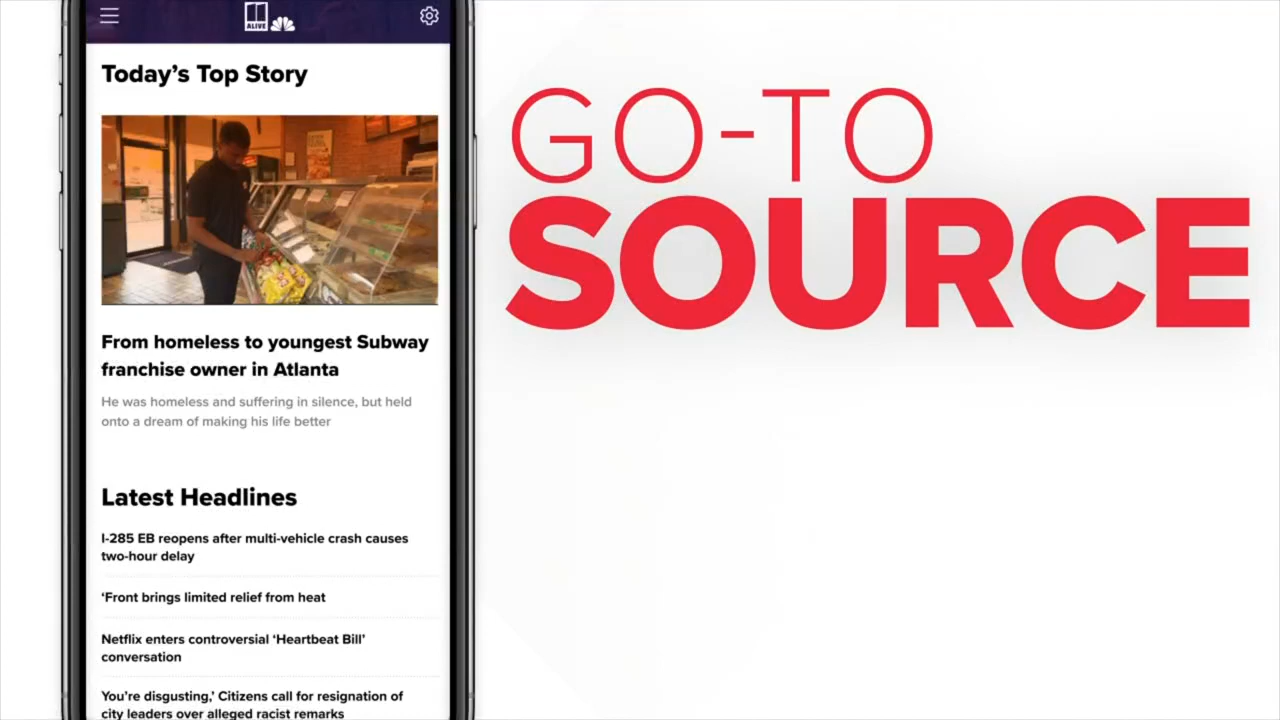 ALIVE
Today’s Top Story
From homeless to youngest Subway
franchise owner in Atlanta
He was homeless and suffering in silence, but held
onto a dream of making his life better
Latest Headlines
I-285 EB reopens after multi-vehicle crash causes
two-hour delay
‘Front brings limited relief from heat
Netflix enters controversial ‘Heartbeat Bill’
conversation
You’re disgusting,’ Citizens call for resignation of
city leaders over alleged racist remarks
GO-TO
SOURCE